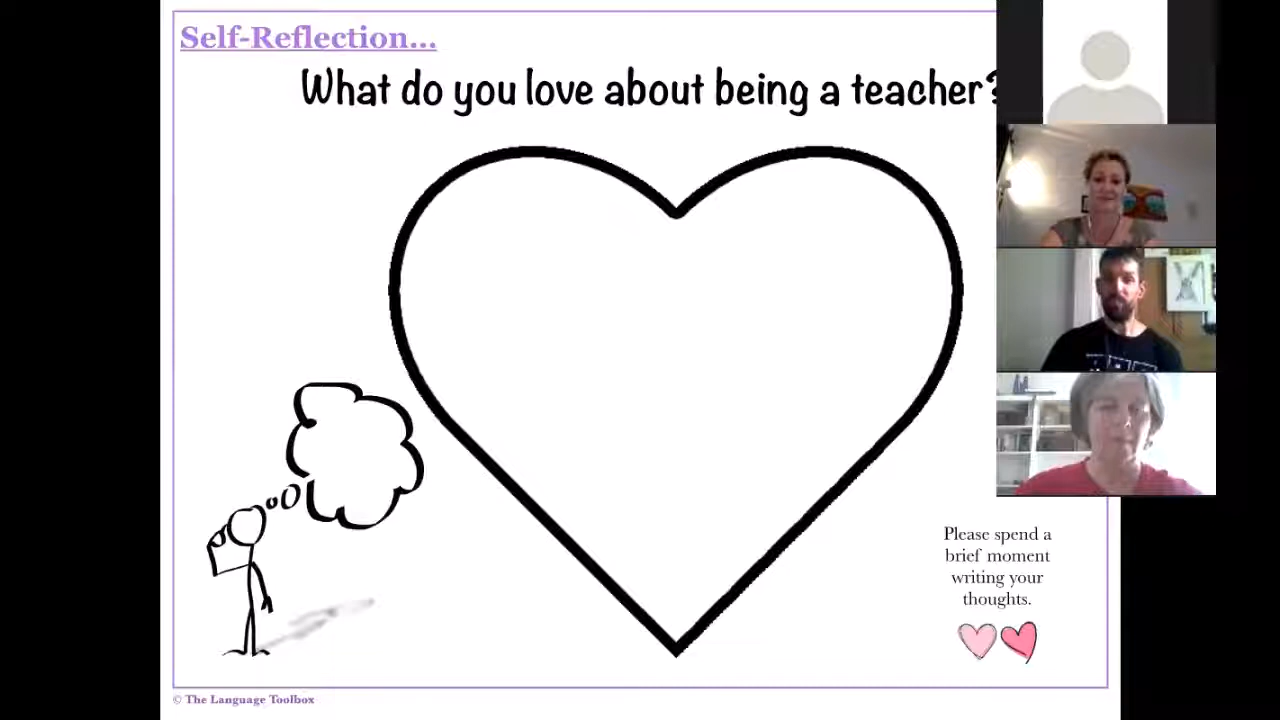 Self-Reflection...
What do you love about being a teacher?
Please spend a
brief moment
writing your
thoughts.
© The Language Toolbox